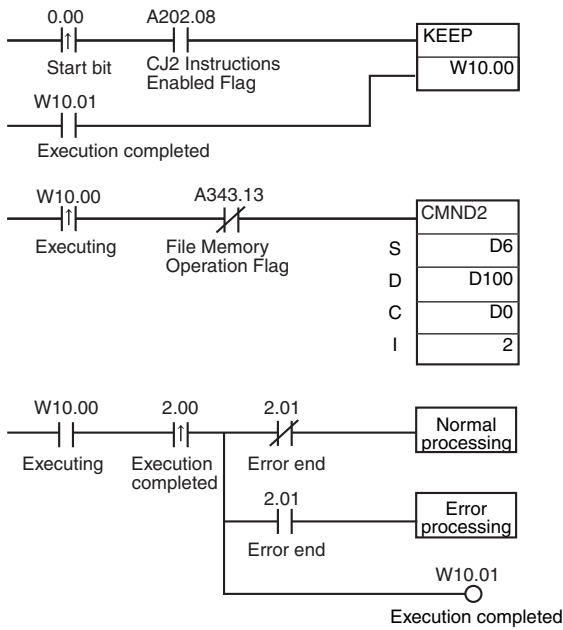 0.00 A202.08
KEEP
↑
Start bit CJ2 Instructions W10.00
Enabled Flag
W10.01
Execution completed
W10.00 A343.13
↑ CMND2
Executing File Memory S D6
Operation Flag
D D100
C D0
I 2
W10.00 2.00 2.01
↑ Normal
processing
Executing Execution Error end
completed
2.01
Error
processing
Error end
W10.01
Execution completed